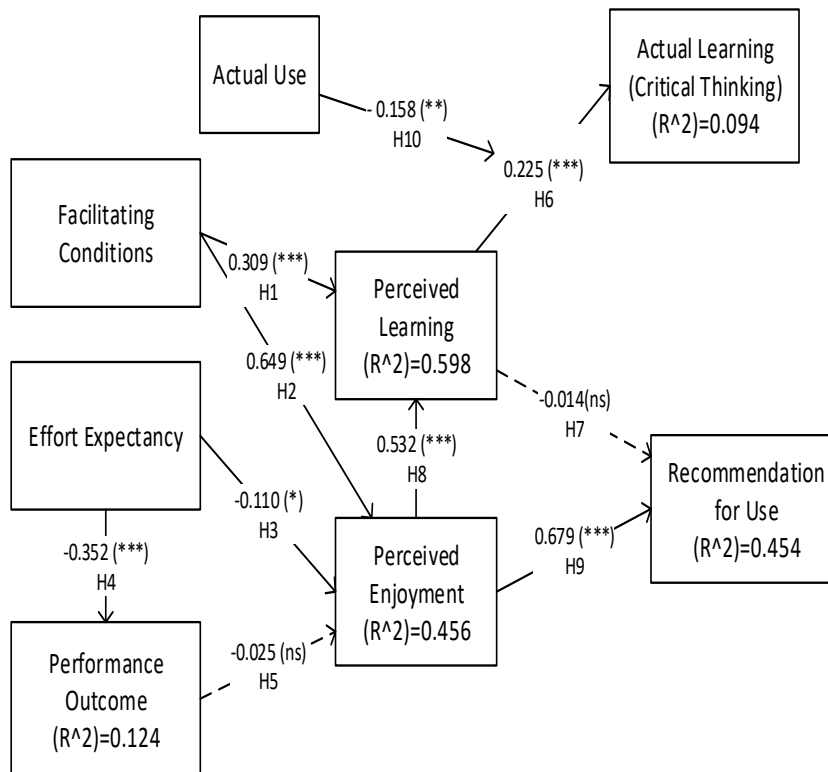 Actual Use
Actual Learning
(Critical Thinking)
(R^2)=0.094
- 0.158 (**)
H10
0.225 (***)
H6
Facilitating
Conditions
0.309 (***)
H1
Perceived
Learning
(R^2)=0.598
0.649 (***)
H2
-0.014(ns)
H7
Effort Expectancy
0.532 (***)
H8
-0.110 (*)
H3
Recommendation
for Use
(R^2)=0.454
-0.352 (***)
H4
Perceived
Enjoyment
(R^2)=0.456
0.679 (***)
H9
Performance
Outcome
(R^2)=0.124
-0.025 (ns)
H5